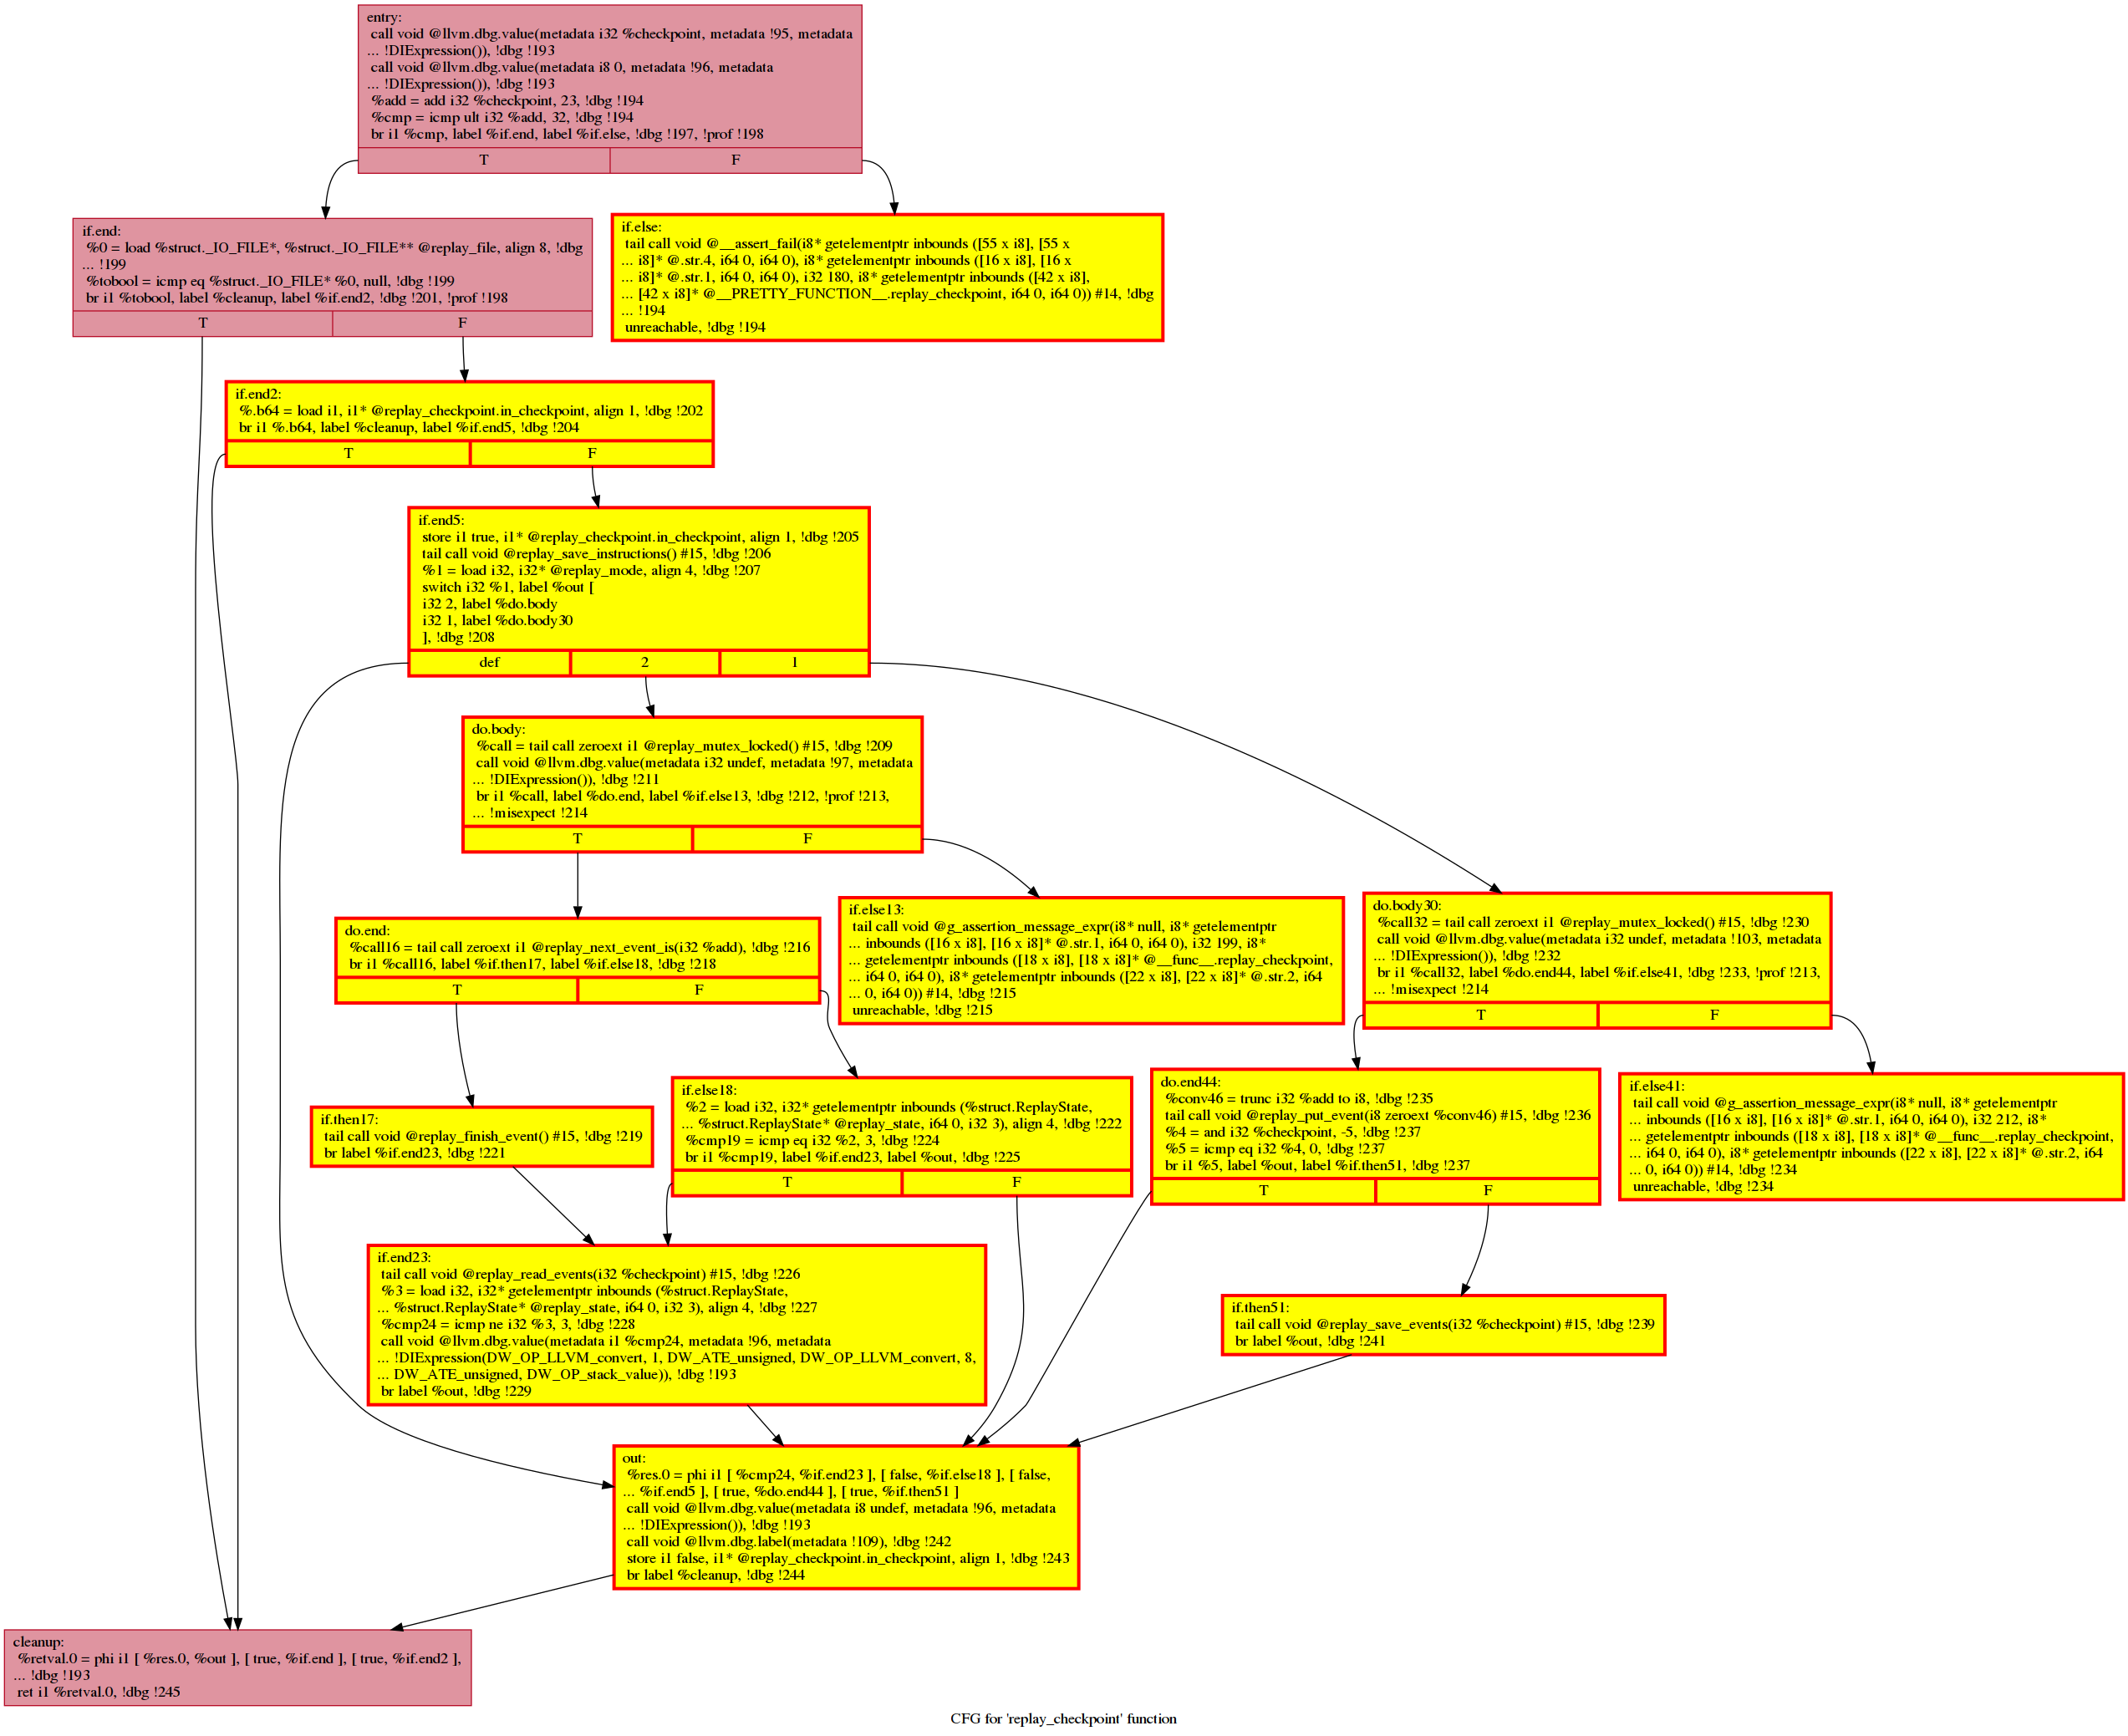 entry:
call void @llvm.dbg.value(metadata i32 %checkpoint, metadata !95, metadata
... !DIExpression()), !dbg !193
call void @llvm.dbg.value(metadata i8 0, metadata !96, metadata
... !DIExpression()), !dbg !193
%add = add i32 %checkpoint, 23, !dbg !194
%cmp = icmp ult i32 %add, 32, !dbg !194
br i1 %cmp, label %if.end, label %if.else, !dbg !197, !prof !198
T F
if.end:
%0 = load %struct._IO_FILE*, %struct._IO_FILE** @replay_file, align 8, !dbg
... !199
%tobool = icmp eq %struct._IO_FILE* %0, null, !dbg !199
br i1 %tobool, label %cleanup, label %if.end2, !dbg !201, !prof !198
T F
if.else:
tail call void @__assert_fail(i8* getelementptr inbounds ([55 x i8], [55 x
... i8]* @.str.4, i64 0, i64 0), i8* getelementptr inbounds ([16 x i8], [16 x
... i8]* @.str.1, i64 0, i64 0), i32 180, i8* getelementptr inbounds ([42 x i8],
... [42 x i8]* @__PRETTY_FUNCTION__.replay_checkpoint, i64 0, i64 0)) #14, !dbg
... !194
unreachable, !dbg !194
if.end2:
%.b64 = load i1, i1* @replay_checkpoint.in_checkpoint, align 1, !dbg !202
br i1 %.b64, label %cleanup, label %if.end5, !dbg !204
T F
if.end5:
store i1 true, i1* @replay_checkpoint.in_checkpoint, align 1, !dbg !205
tail call void @replay_save_instructions() #15, !dbg !206
%1 = load i32, i32* @replay_mode, align 4, !dbg !207
switch i32 %1, label %out [
i32 2, label %do.body
i32 1, label %do.body30
], !dbg !208
def 2 1
do.body:
%call = tail call zeroext i1 @replay_mutex_locked() #15, !dbg !209
call void @llvm.dbg.value(metadata i32 undef, metadata !97, metadata
... !DIExpression()), !dbg !211
br i1 %call, label %do.end, label %if.else13, !dbg !212, !prof !213,
... !misexpect !214
T F
do.end:
%call16 = tail call zeroext i1 @replay_next_event_is(i32 %add), !dbg !216
br i1 %call16, label %if.then17, label %if.else18, !dbg !218
T F
if.else13:
tail call void @g_assertion_message_expr(i8* null, i8* getelementptr
... inbounds ([16 x i8], [16 x i8]* @.str.1, i64 0, i64 0), i32 199, i8*
... getelementptr inbounds ([18 x i8], [18 x i8]* @__func__.replay_checkpoint,
... i64 0, i64 0), i8* getelementptr inbounds ([22 x i8], [22 x i8]* @.str.2, i64
... 0, i64 0)) #14, !dbg !215
unreachable, !dbg !215
do.body30:
%call32 = tail call zeroext i1 @replay_mutex_locked() #15, !dbg !230
call void @llvm.dbg.value(metadata i32 undef, metadata !103, metadata
... !DIExpression()), !dbg !232
br i1 %call32, label %do.end44, label %if.else41, !dbg !233, !prof !213,
... !misexpect !214
T F
if.then17:
tail call void @replay_finish_event() #15, !dbg !219
br label %if.end23, !dbg !221
if.else18:
%2 = load i32, i32* getelementptr inbounds (%struct.ReplayState,
... %struct.ReplayState* @replay_state, i64 0, i32 3), align 4, !dbg !222
%cmp19 = icmp eq i32 %2, 3, !dbg !224
br i1 %cmp19, label %if.end23, label %out, !dbg !225
T F
do.end44:
%conv46 = trunc i32 %add to i8, !dbg !235
tail call void @replay_put_event(i8 zeroext %conv46) #15, !dbg !236
%4 = and i32 %checkpoint, -5, !dbg !237
%5 = icmp eq i32 %4, 0, !dbg !237
br i1 %5, label %out, label %if.then51, !dbg !237
T F
if.else41:
tail call void @g_assertion_message_expr(i8* null, i8* getelementptr
... inbounds ([16 x i8], [16 x i8]* @.str.1, i64 0, i64 0), i32 212, i8*
... getelementptr inbounds ([18 x i8], [18 x i8]* @__func__.replay_checkpoint,
... i64 0, i64 0), i8* getelementptr inbounds ([22 x i8], [22 x i8]* @.str.2, i64
... 0, i64 0)) #14, !dbg !234
unreachable, !dbg !234
if.end23:
tail call void @replay_read_events(i32 %checkpoint) #15, !dbg !226
%3 = load i32, i32* getelementptr inbounds (%struct.ReplayState,
... %struct.ReplayState* @replay_state, i64 0, i32 3), align 4, !dbg !227
%cmp24 = icmp ne i32 %3, 3, !dbg !228
call void @llvm.dbg.value(metadata i1 %cmp24, metadata !96, metadata
... !DIExpression(DW_OP_LLVM_convert, 1, DW_ATE_unsigned, DW_OP_LLVM_convert, 8,
... DW_ATE_unsigned, DW_OP_stack_value)), !dbg !193
br label %out, !dbg !229
if.then51:
tail call void @replay_save_events(i32 %checkpoint) #15, !dbg !239
br label %out, !dbg !241
out:
%res.0 = phi i1 [ %cmp24, %if.end23 ], [ false, %if.else18 ], [ false,
... %if.end5 ], [ true, %do.end44 ], [ true, %if.then51 ]
call void @llvm.dbg.value(metadata i8 undef, metadata !96, metadata
... !DIExpression()), !dbg !193
call void @llvm.dbg.label(metadata !109), !dbg !242
store i1 false, i1* @replay_checkpoint.in_checkpoint, align 1, !dbg !243
br label %cleanup, !dbg !244
cleanup:
%retval.0 = phi i1 [ %res.0, %out ], [ true, %if.end ], [ true, %if.end2 ],
... !dbg !193
ret i1 %retval.0, !dbg !245
CFG for 'replay_checkpoint' function